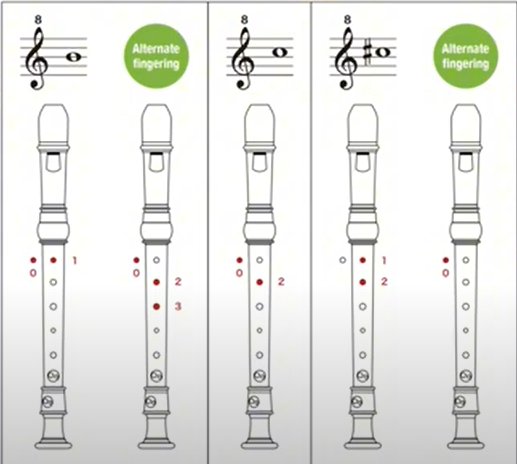 8
Alternate
fingering
8
8
Alternate
fingering
0 1
0 2
3
0 2
1
2
0